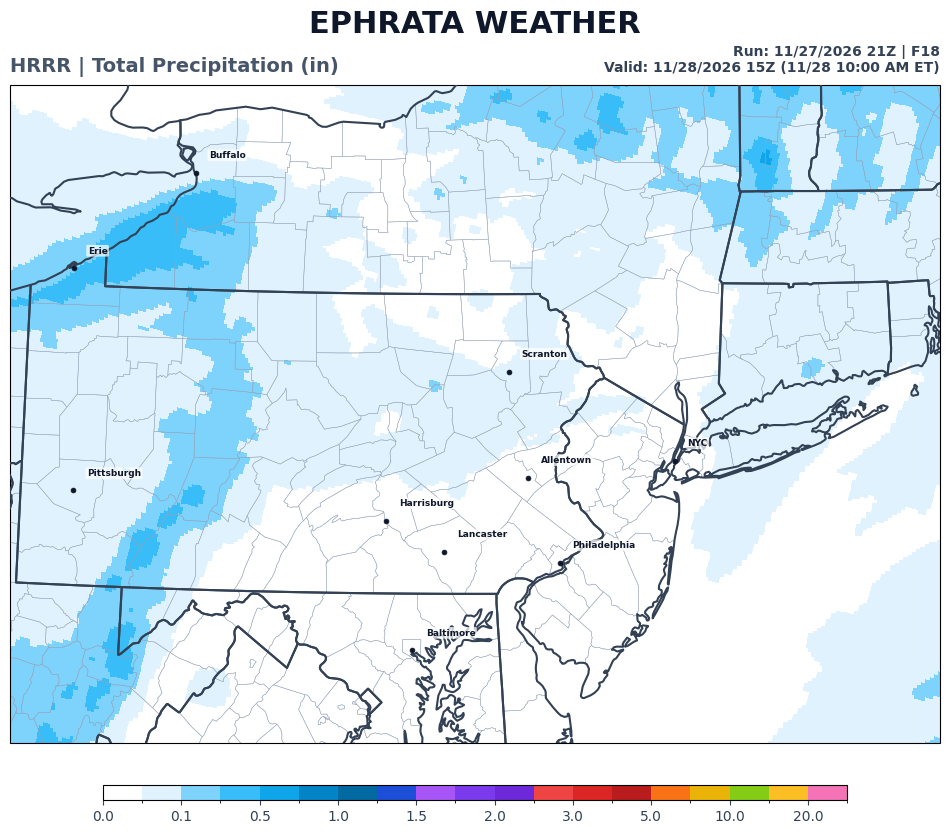 EPHRATA WEATHER
HRRR | Total Precipitation (in)
Run: 11/27/2026 21Z | F18
Valid: 11/28/2026 15Z (11/28 10:00 AM ET)
Buffalo
Erie
Scranton
NYC
Allentown
Pittsburgh
Harrisburg
Lancaster
Philadelphia
Baltimore
0.0 0.1 0.5 1.0 1.5 2.0 3.0 5.0 10.0 20.0